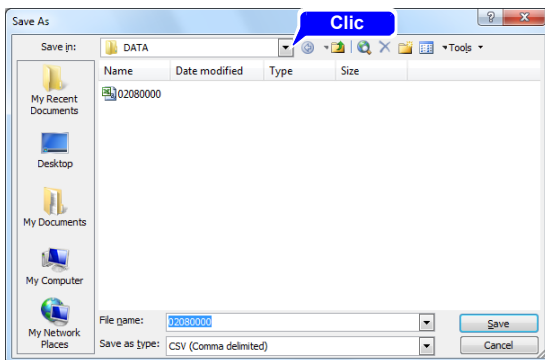 Save As
Clic
Save in:
DATA
Tools
Name Date modified Type Size
02080000
My Recent
Documents
Desktop
My Documents
My Computer
My Network
Places
File name:
02080000
Save
Save as type:
CSV (Comma delimited)
Cancel